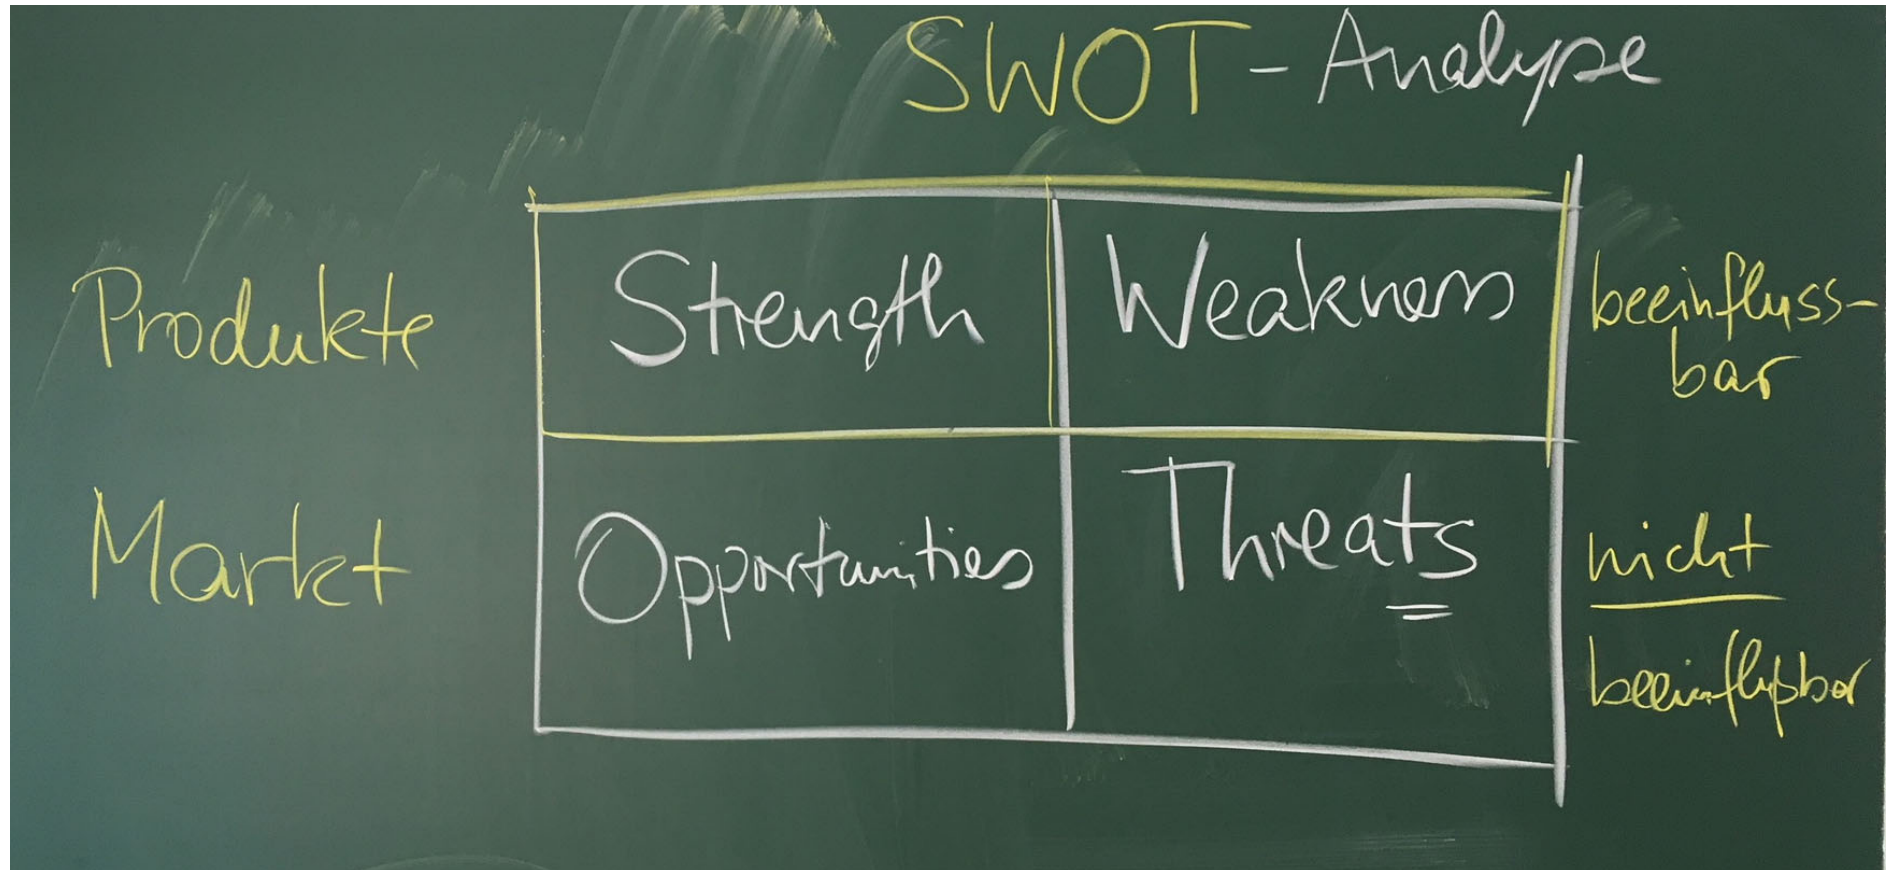 SWOT - Analyse
Produkte Strength Weakness beeinfluss-
bar
Markt Opportunities Threats nicht
beeinflußbar